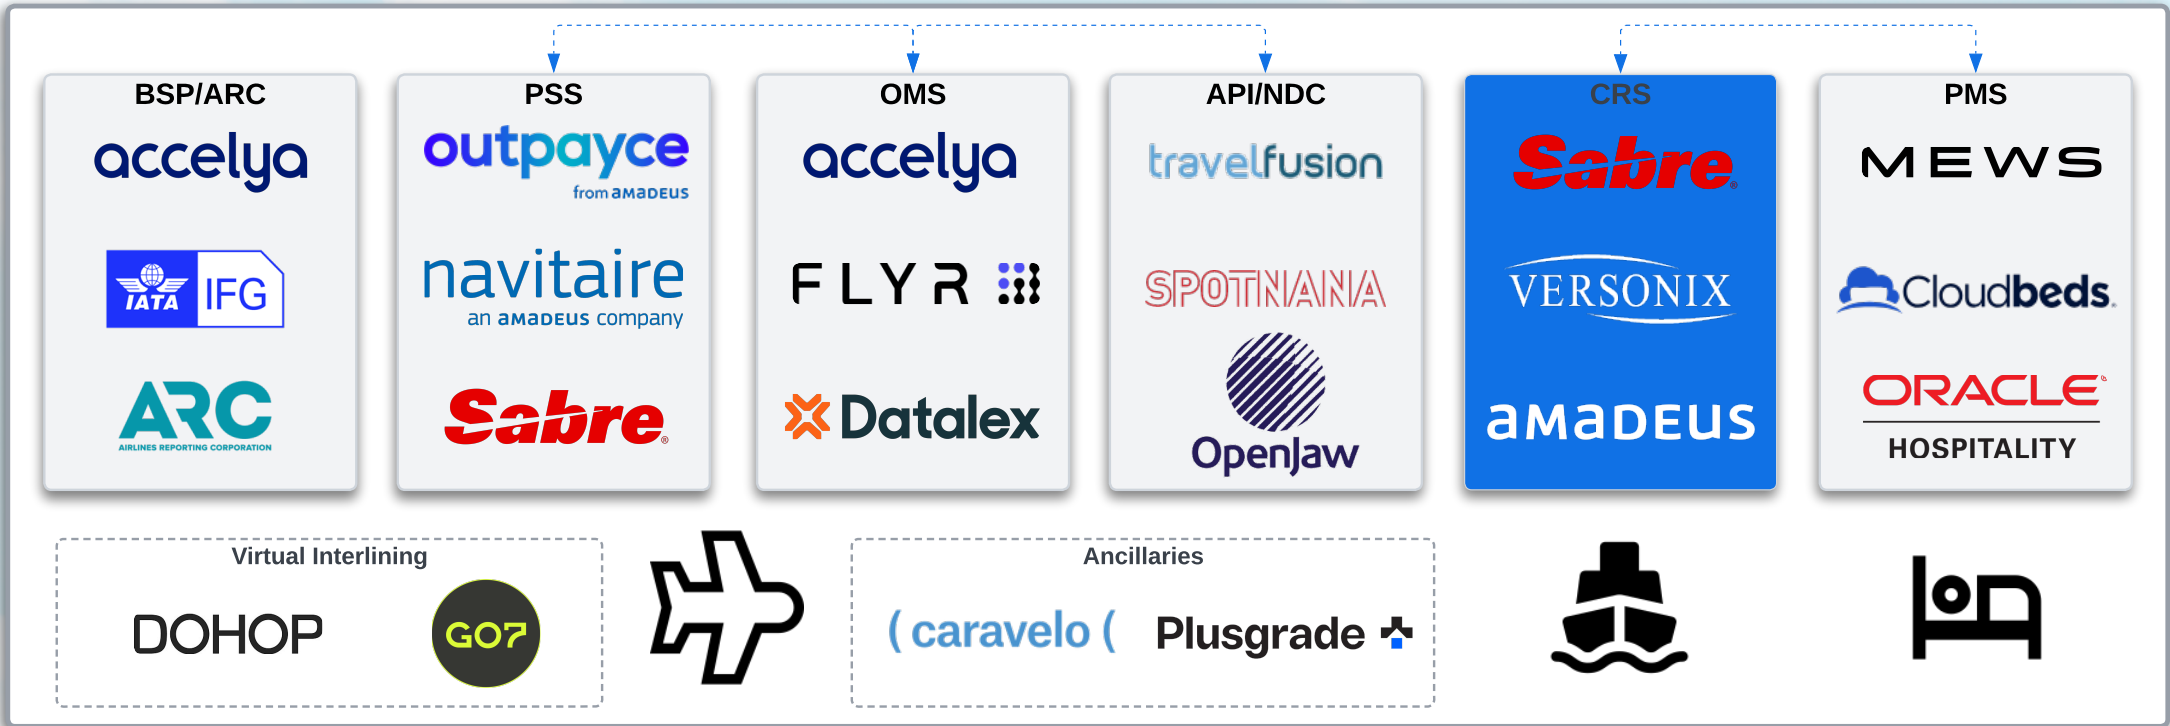 BSP/ARC
accelya
IATA IFG
ARC
AIRLINES REPORTING CORPORATION
PSS
outpayce
from amadeus
navitaire
an amadeus company
Sabre®
OMS
accelya
FLYR
Datalex
API/NDC
travelfusion
SPOTNANA
OpenJaw
CRS
Sabre®
VERSONIX
amadeus
PMS
MEWS
Cloudbeds®
ORACLE®
HOSPITALITY
Virtual Interlining
DOHOP
GO7
Ancillaries
( caravelo (
Plusgrade